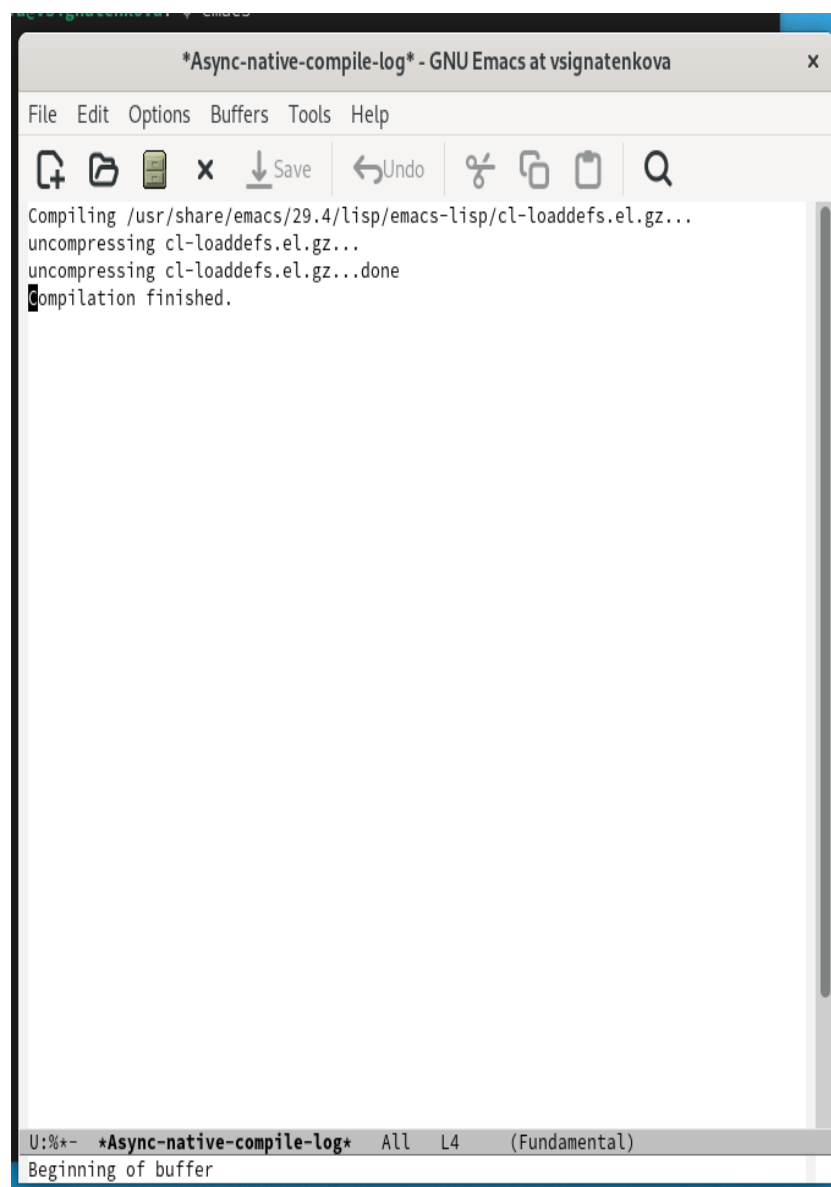 *Async-native-compile-log* - GNU Emacs at vsignatenkova
File Edit Options Buffers Tools Help
Save Undo
Compiling /usr/share/emacs/29.4/lisp/emacs-lisp/cl-loaddefs.el.gz...
uncompressing cl-loaddefs.el.gz...
uncompressing cl-loaddefs.el.gz...done
Compilation finished.
U:%*- *Async-native-compile-log* All L4 (Fundamental)
Beginning of buffer